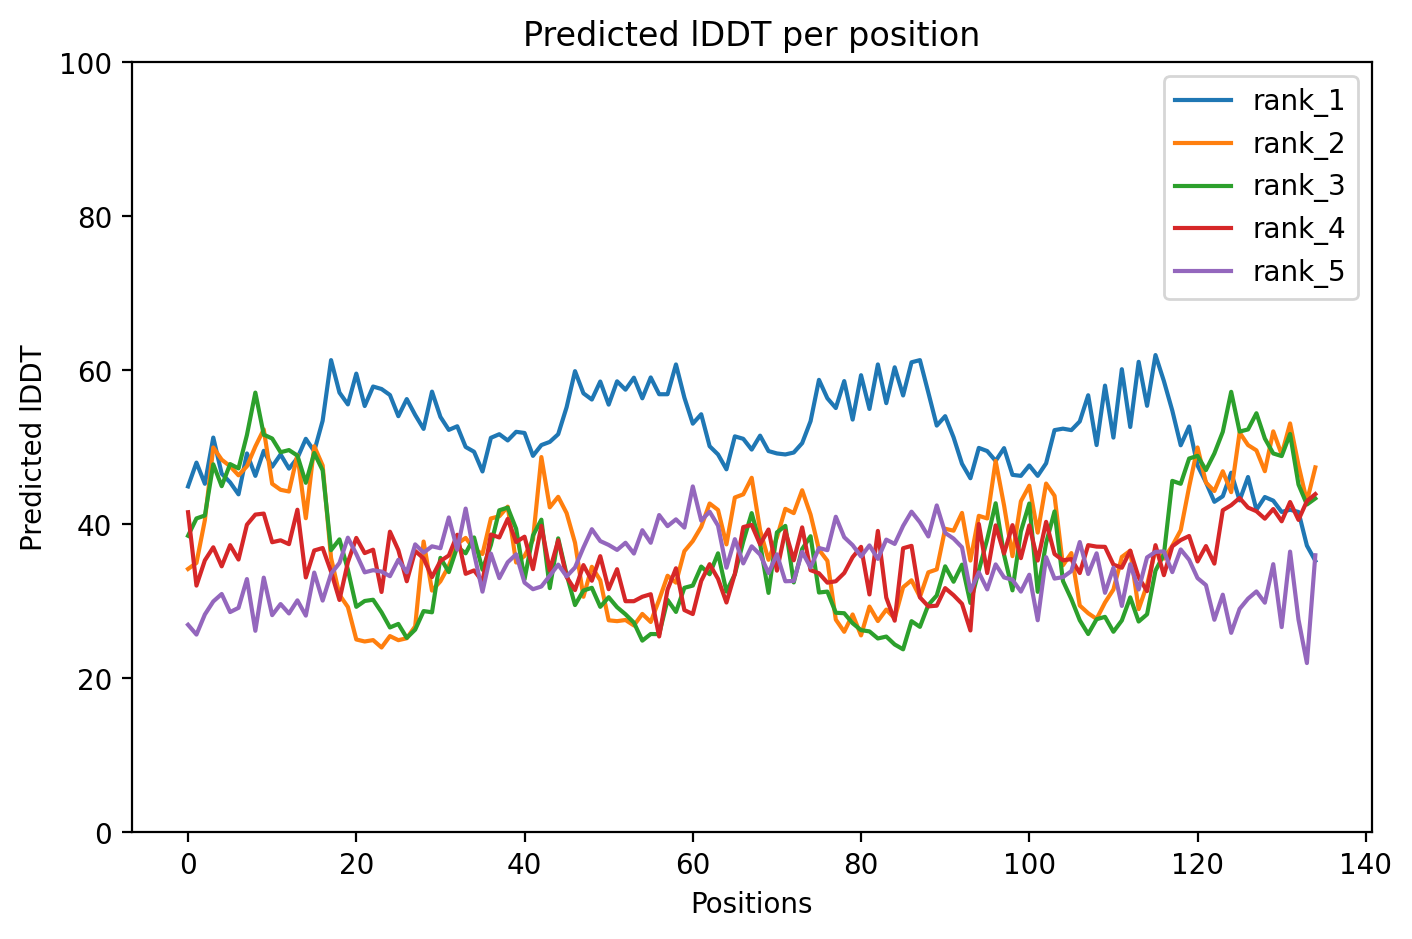 Predicted lDDT per position
100
80
60
40
20
0
Predicted lDDT
rank_1
rank_2
rank_3
rank_4
rank_5
0 20 40 60 80 100 120 140
Positions